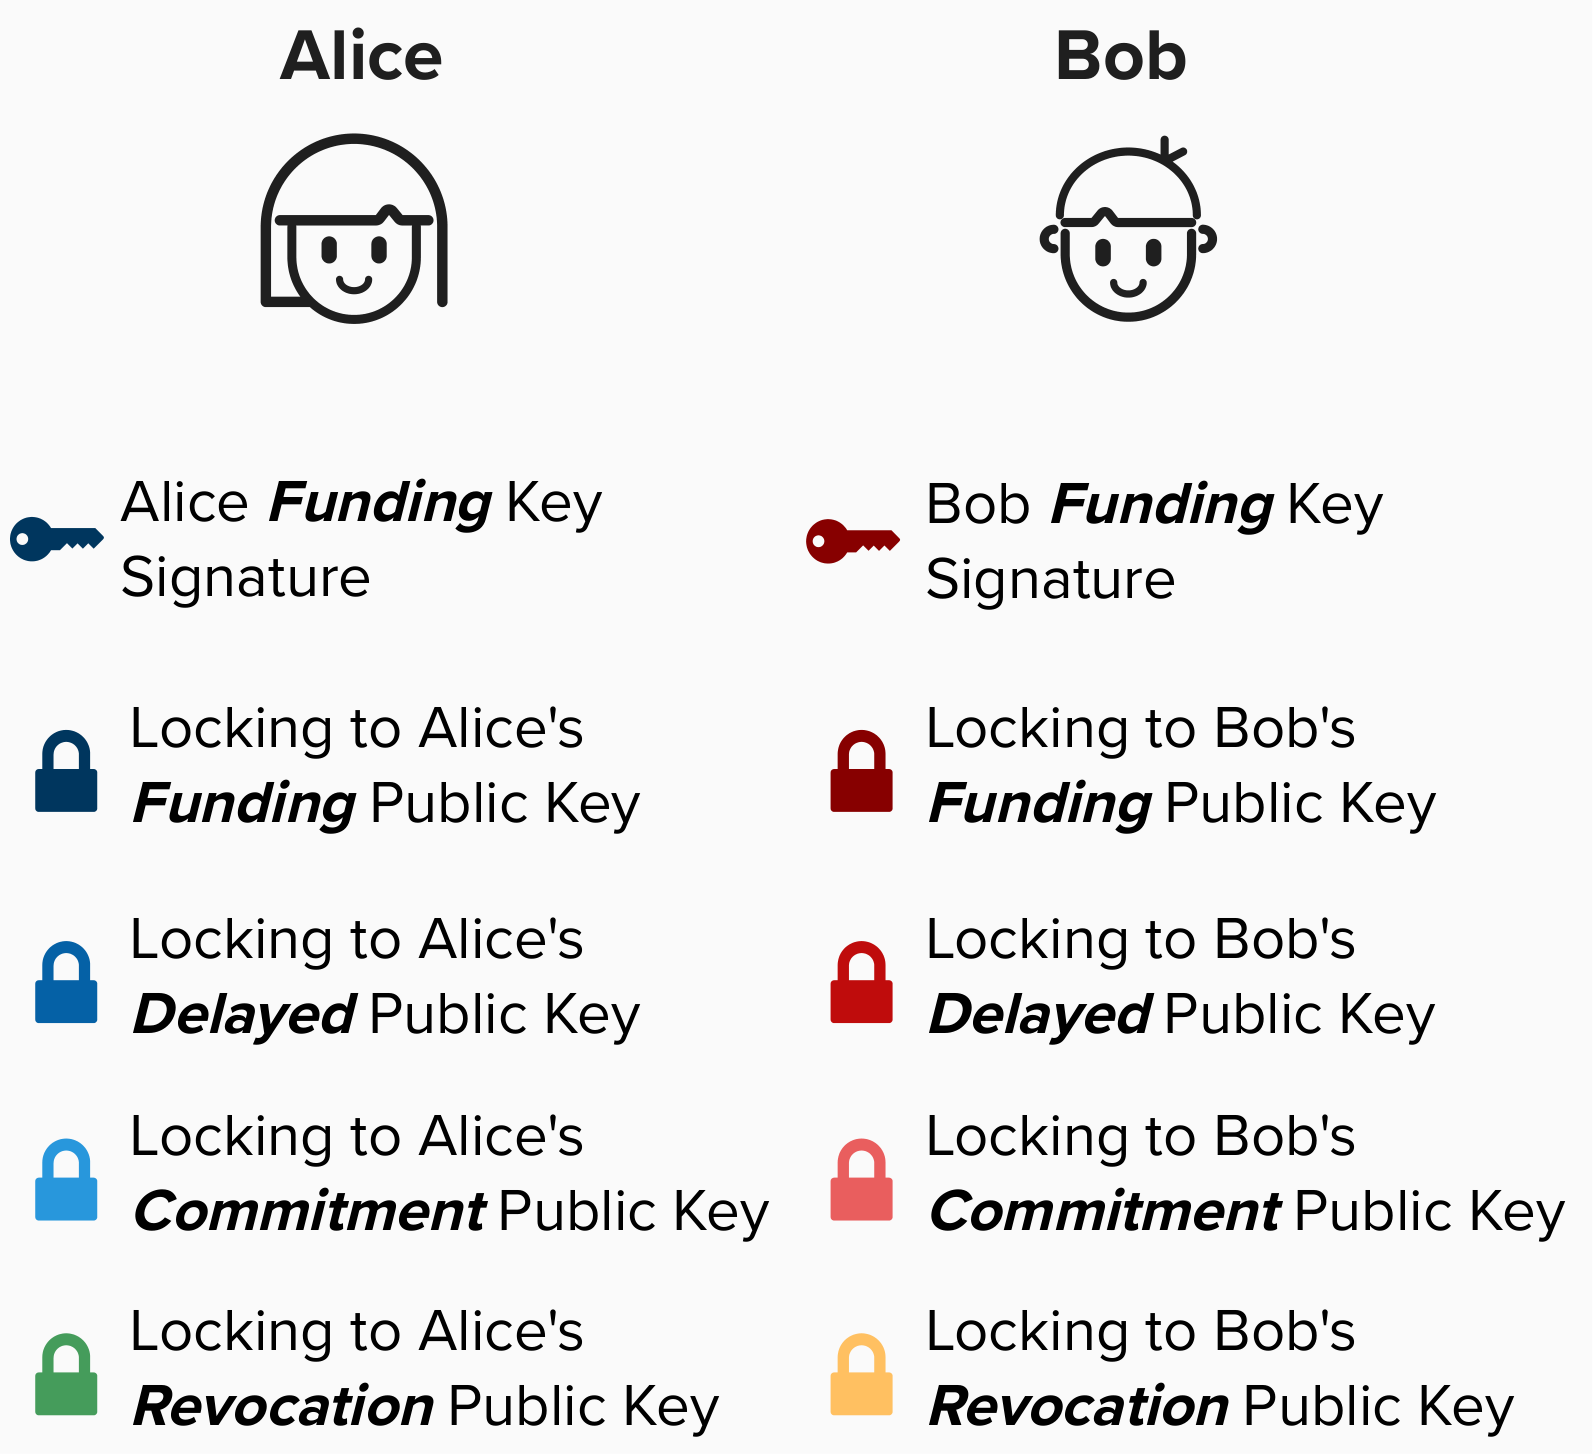 Alice
Bob
Alice Funding Key
Signature
Bob Funding Key
Signature
Locking to Alice's
Funding Public Key
Locking to Bob's
Funding Public Key
Locking to Alice's
Delayed Public Key
Locking to Bob's
Delayed Public Key
Locking to Alice's
Commitment Public Key
Locking to Bob's
Commitment Public Key
Locking to Alice's
Revocation Public Key
Locking to Bob's
Revocation Public Key